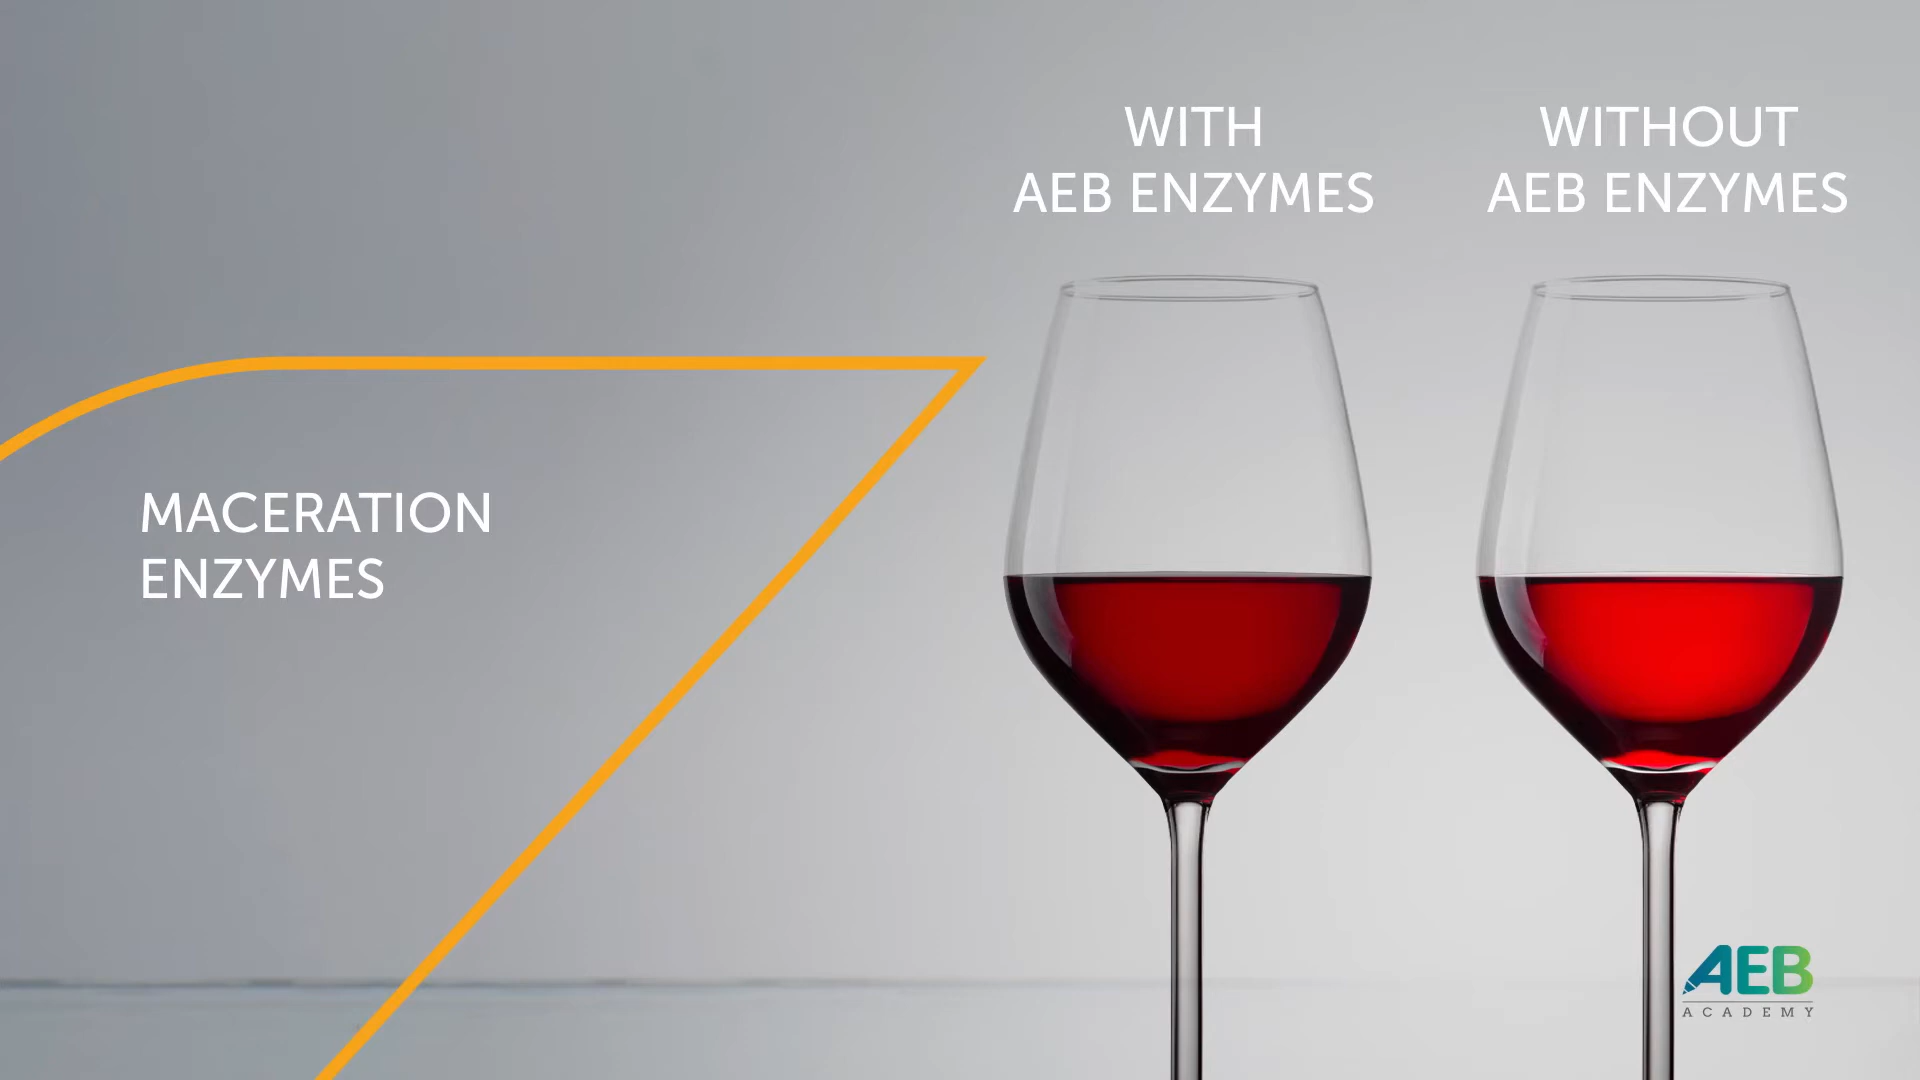 WITH
AEB ENZYMES
WITHOUT
AEB ENZYMES
MACERATION
ENZYMES
AEB
ACADEMY